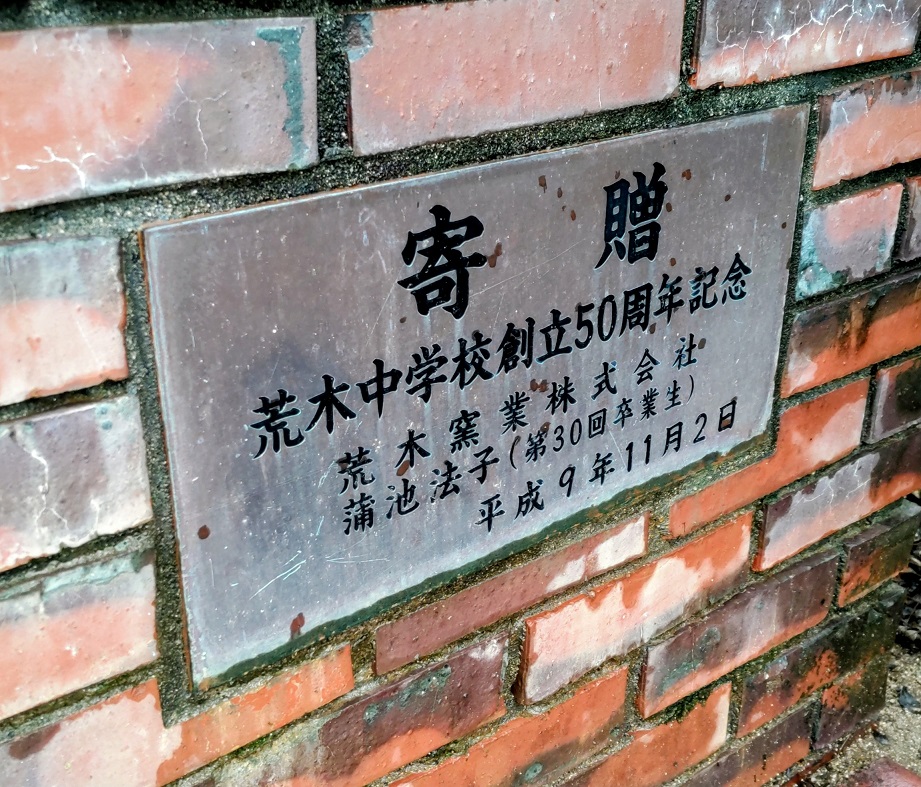 寄贈
荒木中学校創立50周年記念
荒木窯業株式会社
蒲池法子(第30回卒業生)
平成9年11月2日